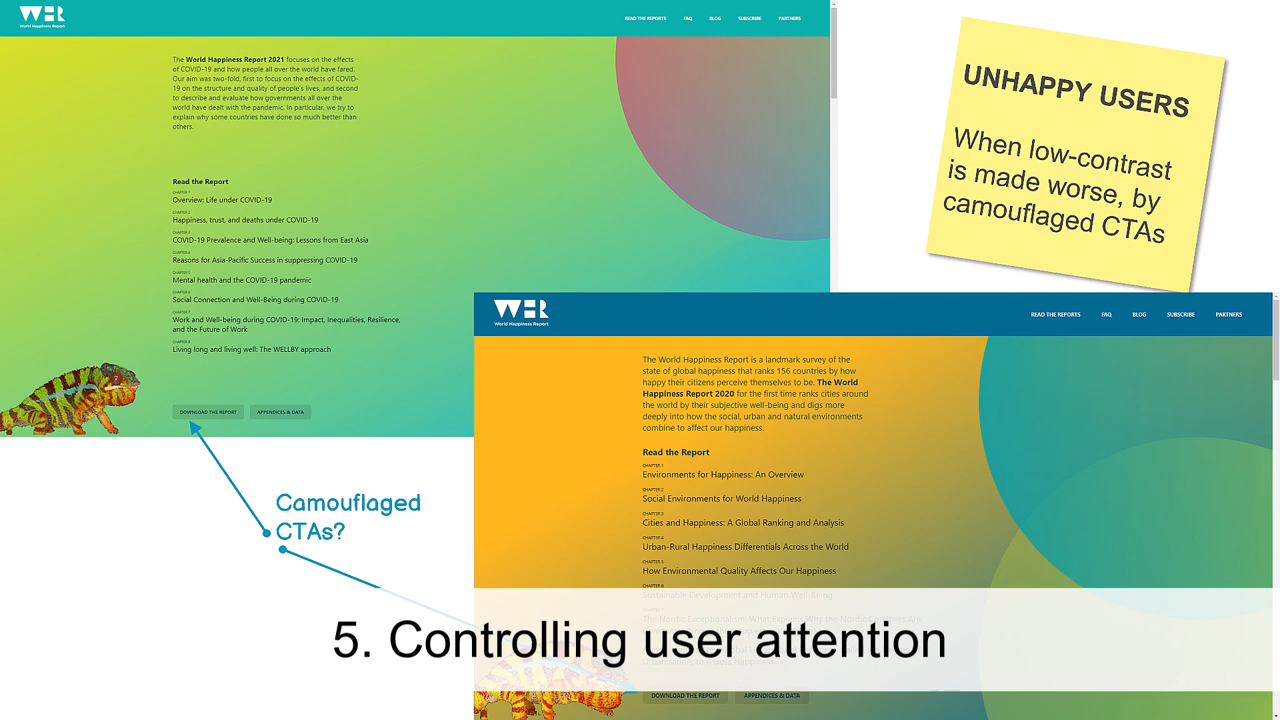 WHR
World Happiness Report
READ THE REPORTS FAQ BLOG SUBSCRIBE PARTNERS
The World Happiness Report 2021 focuses on the effects
of COVID-19 and how people all over the world have fared.
Our aim was two-fold, first to focus on the effects of COVID-
19 on the structure and quality of people's lives, and second
to describe and evaluate how governments all over the
world have dealt with the pandemic. In particular, we try to
explain why some countries have done so much better than
others.
Read the Report
CHAPTER 1
Overview: Life under COVID-19
CHAPTER 2
Happiness, trust, and deaths under COVID-19
CHAPTER 3
COVID-19 Prevalence and Well-being: Lessons from East Asia
CHAPTER 4
Reasons for Asia-Pacific Success in suppressing COVID-19
CHAPTER 5
Mental health and the COVID-19 pandemic
CHAPTER 6
Social Connection and Well-Being during COVID-19
CHAPTER 7
Work and Well-being during COVID-19: Impact, Inequalities, Resilience,
and the Future of Work
CHAPTER 8
Living long and living well: The WELLBY approach
DOWNLOAD THE REPORT APPENDICES & DATA
UNHAPPY USERS
When low-contrast
is made worse, by
camouflaged CTAs
Camouflaged
CTAs?
WHR
World Happiness Report
READ THE REPORTS FAQ BLOG SUBSCRIBE PARTNERS
The World Happiness Report is a landmark survey of the
state of global happiness that ranks 156 countries by how
happy their citizens perceive themselves to be. The World
Happiness Report 2020 for the first time ranks cities around
the world by their subjective well-being and digs more
deeply into how the social, urban and natural environments
combine to affect our happiness.
Read the Report
CHAPTER 1
Environments for Happiness: An Overview
CHAPTER 2
Social Environments for World Happiness
CHAPTER 3
Cities and Happiness: A Global Ranking and Analysis
CHAPTER 4
Urban-Rural Happiness Differentials Across the World
CHAPTER 5
How Environmental Quality Affects Our Happiness
CHAPTER 6
Sustainable Development and Human Well-Being
5. Controlling user attention
DOWNLOAD THE REPORT APPENDICES & DATA